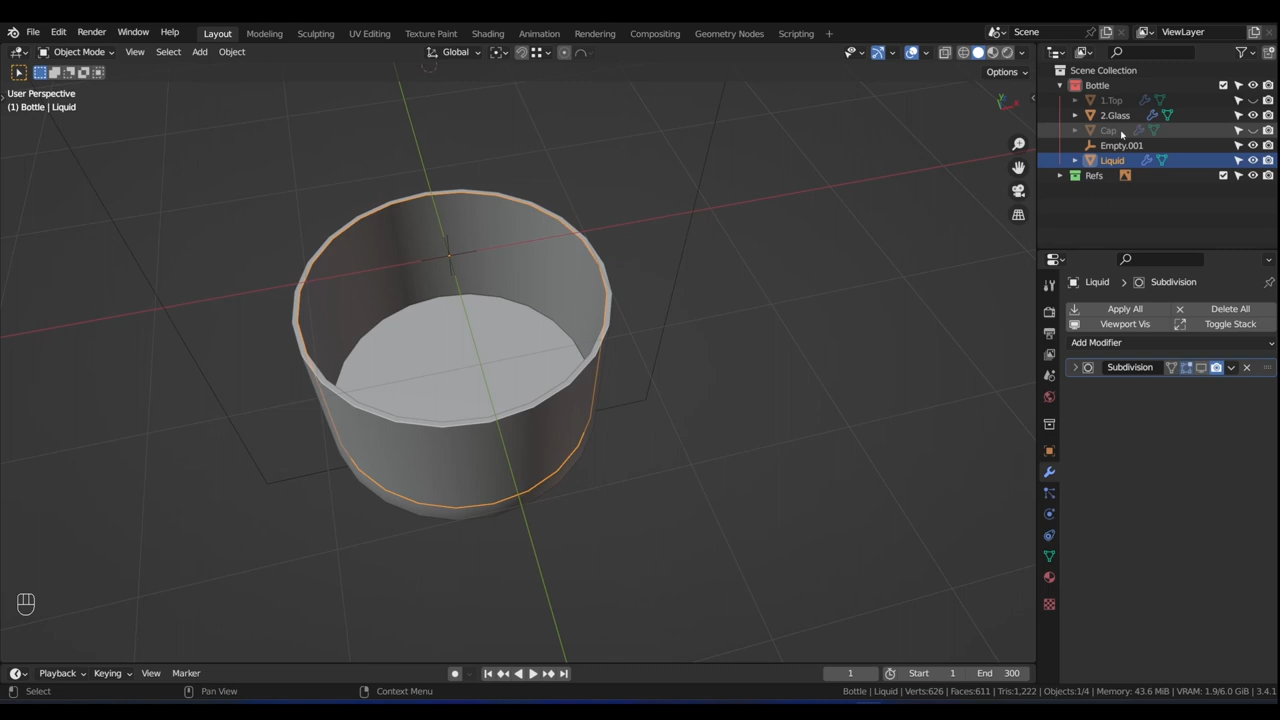 File Edit Render Window Help Layout Modeling Sculpting UV Editing Texture Paint Shading Animation Rendering Compositing Geometry Nodes Scripting + Scene ViewLayer
Object Mode View Select Add Object Global
Options
User Perspective
(1) Bottle | Liquid
Scene Collection
Bottle
1.Top
2.Glass
Cap
Empty.001
Liquid
Refs
Liquid > Subdivision
Apply All Delete All
Viewport Vis Toggle Stack
Add Modifier
Subdivision
Playback Keying View Marker 1 Start 1 End 300
Select Pan View Context Menu Bottle | Liquid | Verts:626 | Faces:611 | Tris:1,222 | Objects:1/4 | Memory: 43.6 MiB | VRAM: 1.9/6.0 GiB | 3.4.1